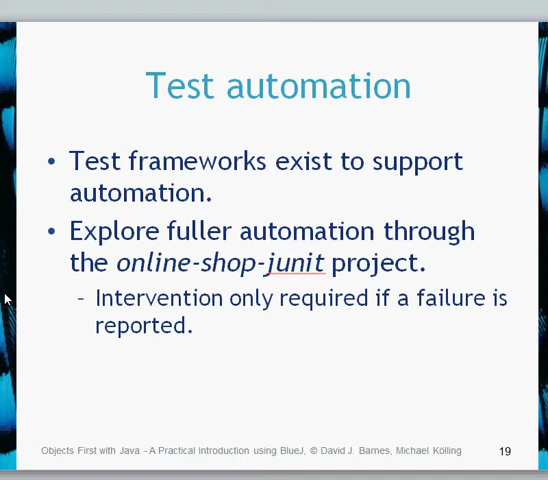 Test automation
• Test frameworks exist to support
automation.
• Explore fuller automation through
the online-shop-junit project.
– Intervention only required if a failure is
reported.
Objects First with Java - A Practical Introduction using BlueJ, © David J. Barnes, Michael Kölling
19